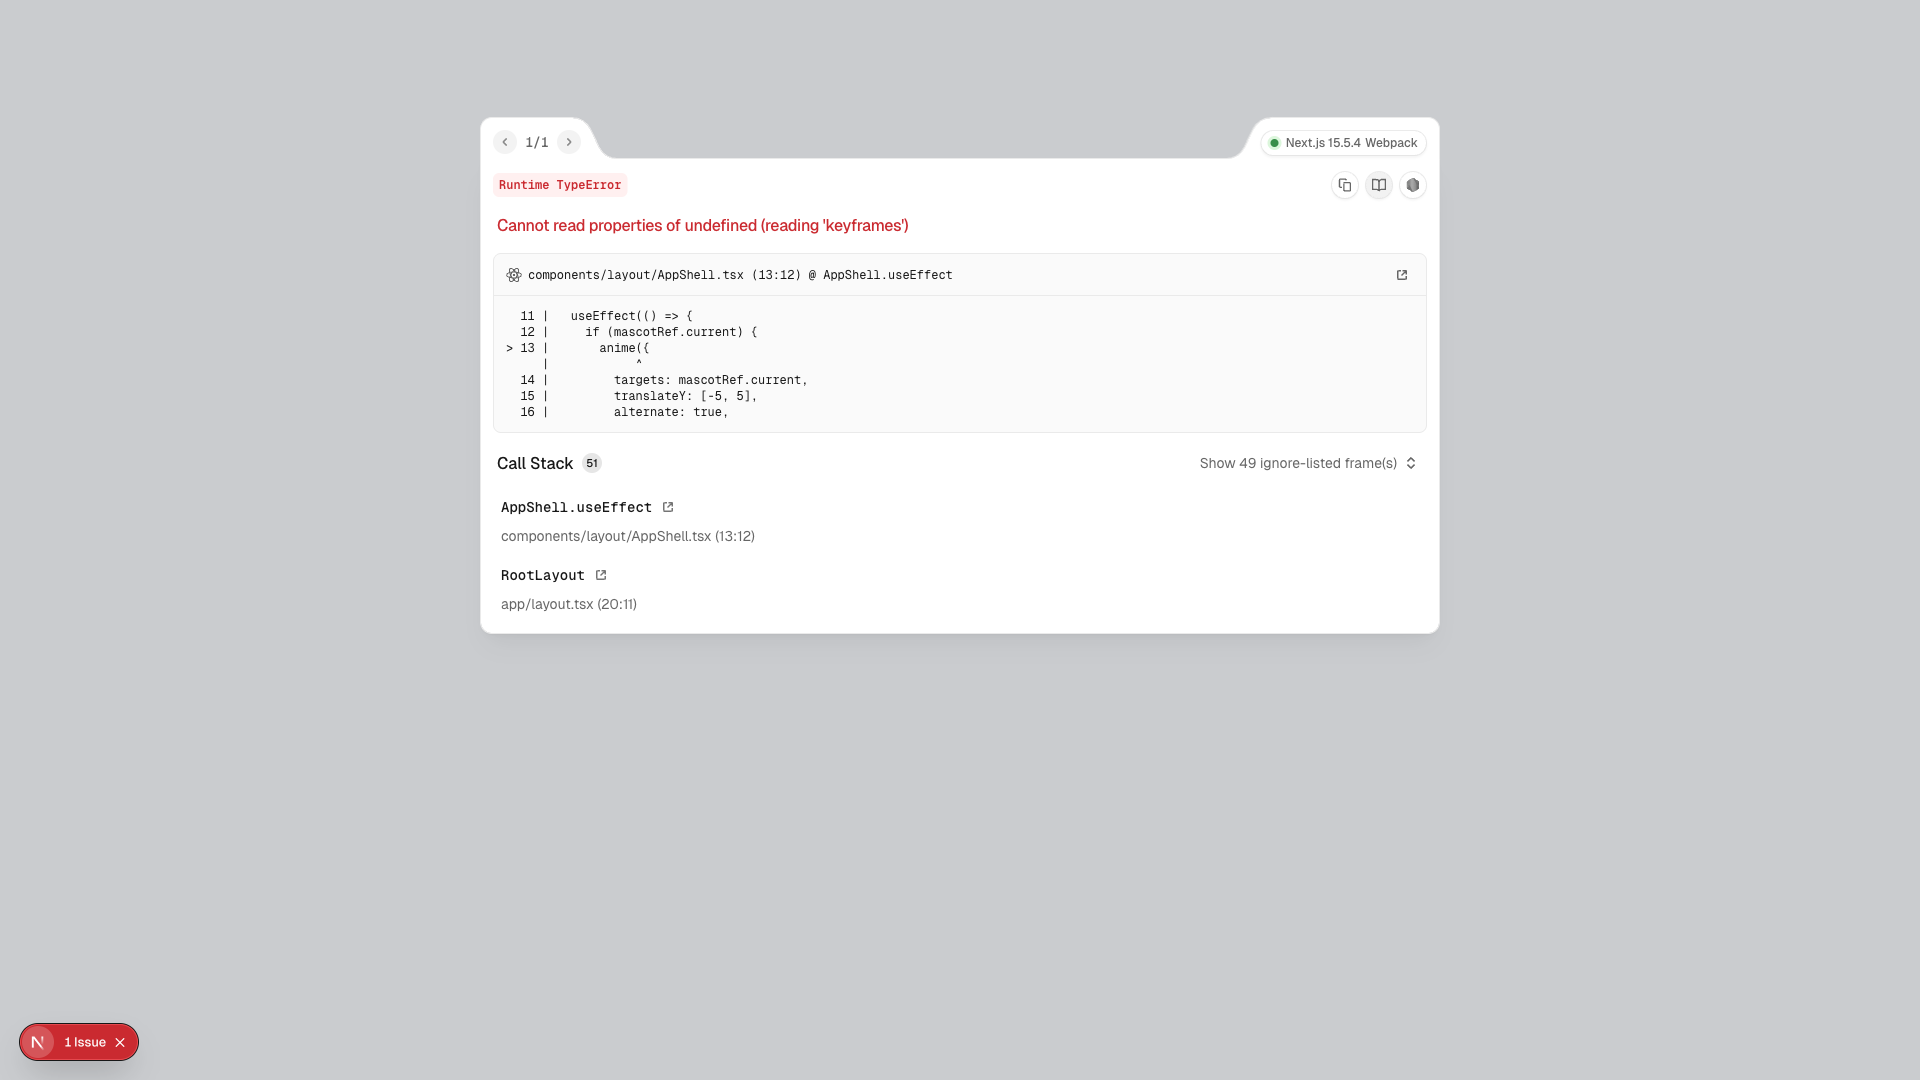 1/1
Next.js 15.5.4 Webpack
Runtime TypeError
Cannot read properties of undefined (reading 'keyframes')
components/layout/AppShell.tsx (13:12) @ AppShell.useEffect
11 |   useEffect(() => {
12 |     if (mascotRef.current) {
> 13 |       anime({
|            ^
14 |         targets: mascotRef.current,
15 |         translateY: [-5, 5],
16 |         alternate: true,
Call Stack 51
Show 49 ignore-listed frame(s)
AppShell.useEffect
components/layout/AppShell.tsx (13:12)
RootLayout
app/layout.tsx (20:11)
N 1 Issue